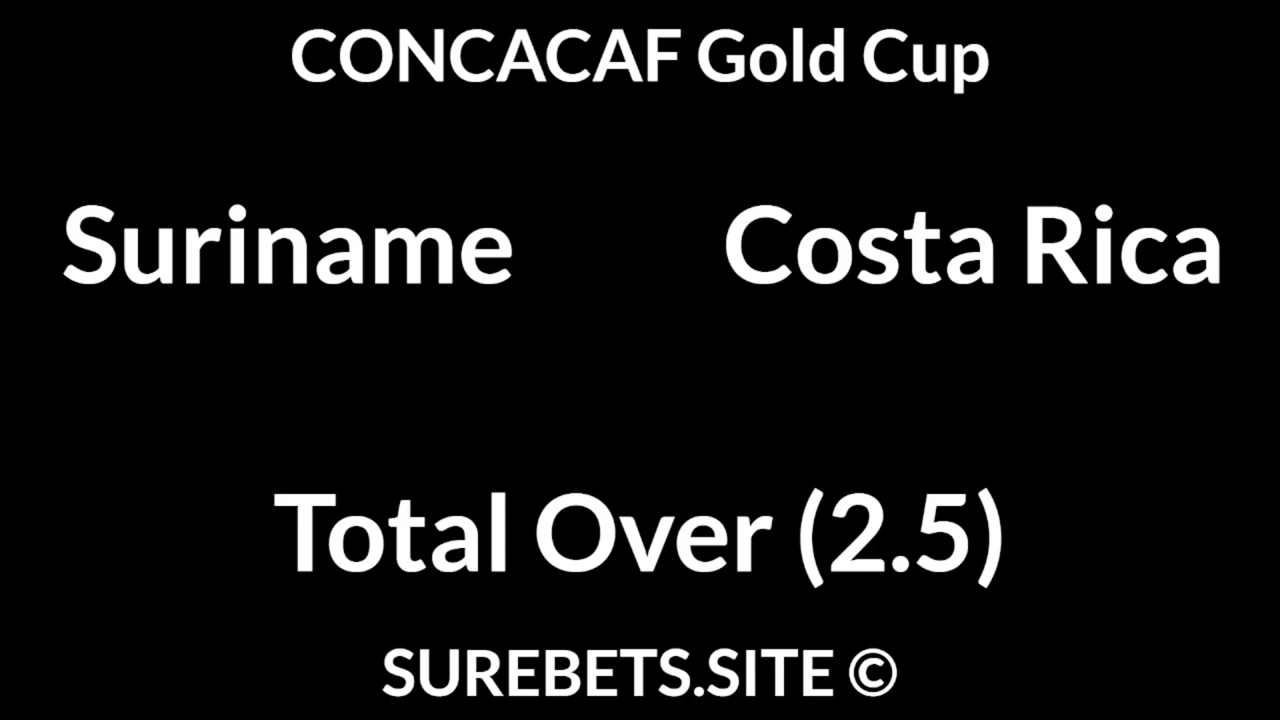 CONCACAF Gold Cup
Suriname Costa Rica
Total Over (2.5)
SUREBETS.SITE ©